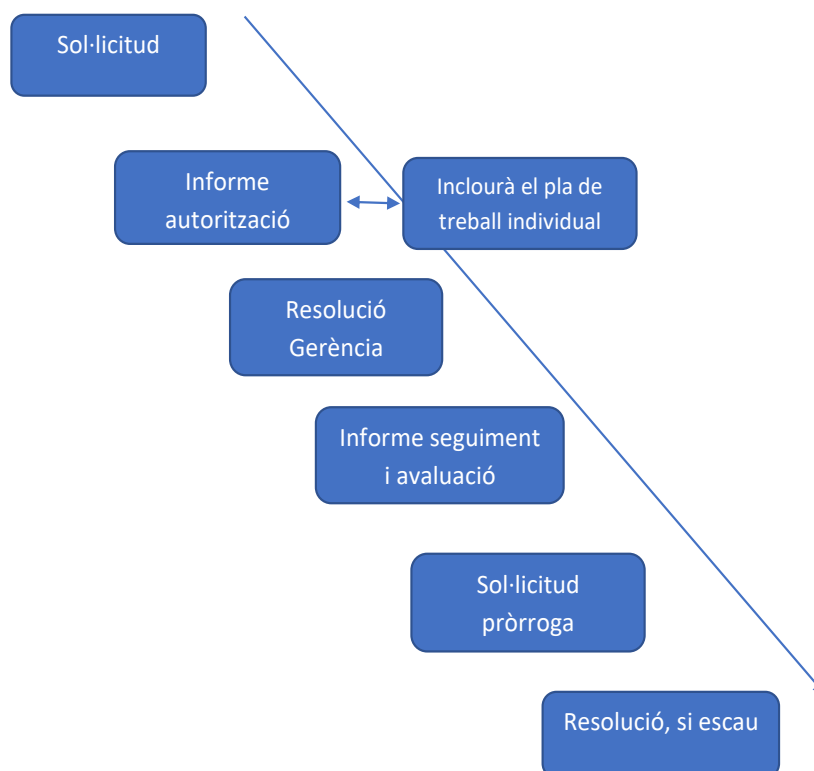 Sol·licitud
Informe
autorització
Inclourà el pla de
treball individual
Resolució
Gerència
Informe seguiment
i avaluació
Sol·licitud
pròrroga
Resolució, si escau